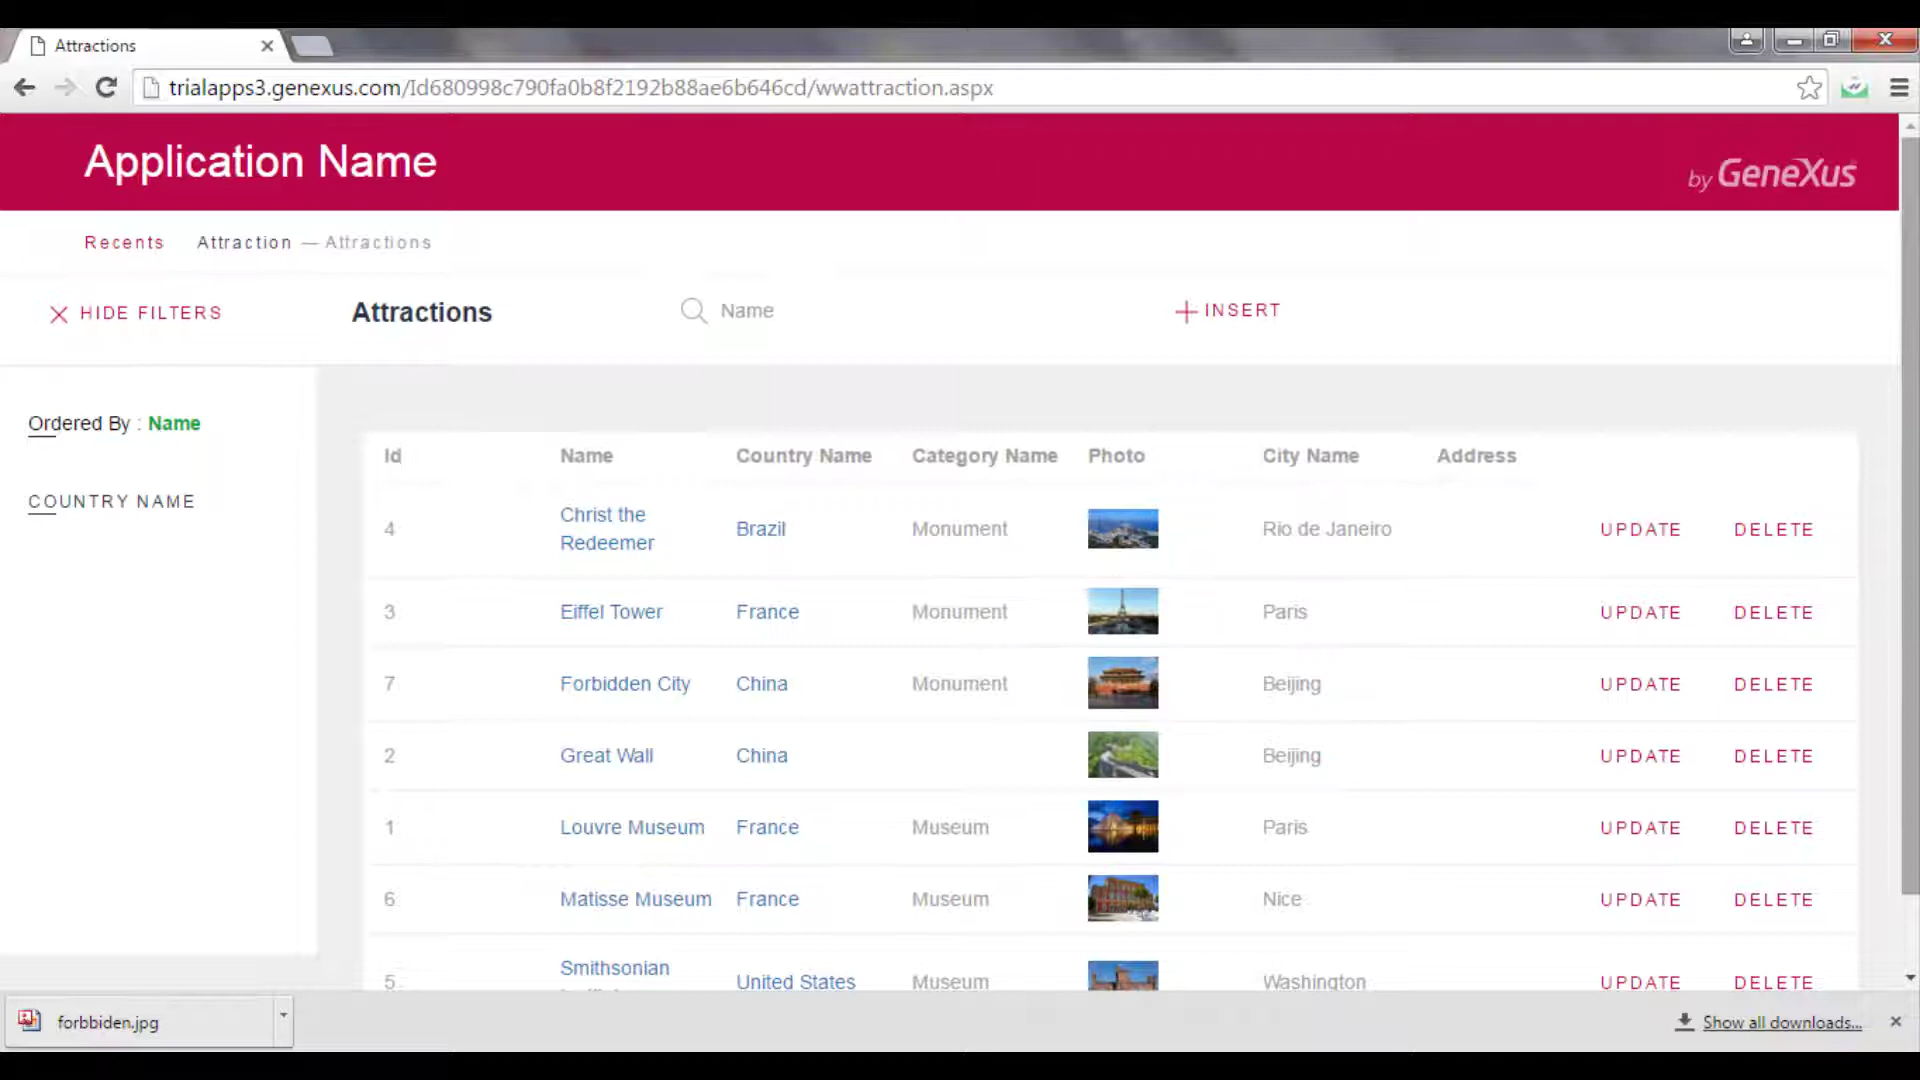 Attractions
trialapps3.genexus.com/Id680998c790fa0b8f2192b88ae6b646cd/wwattraction.aspx
Application Name
by GeneXus
Recents Attraction — Attractions
HIDE FILTERS Attractions Name INSERT
Ordered By : Name
COUNTRY NAME
Id Name Country Name Category Name Photo City Name Address
4 Christ the Redeemer Brazil Monument Rio de Janeiro UPDATE DELETE
3 Eiffel Tower France Monument Paris UPDATE DELETE
7 Forbidden City China Monument Beijing UPDATE DELETE
2 Great Wall China Beijing UPDATE DELETE
1 Louvre Museum France Museum Paris UPDATE DELETE
6 Matisse Museum France Museum Nice UPDATE DELETE
5 Smithsonian United States Museum Washington UPDATE DELETE
forbbiden.jpg Show all downloads...